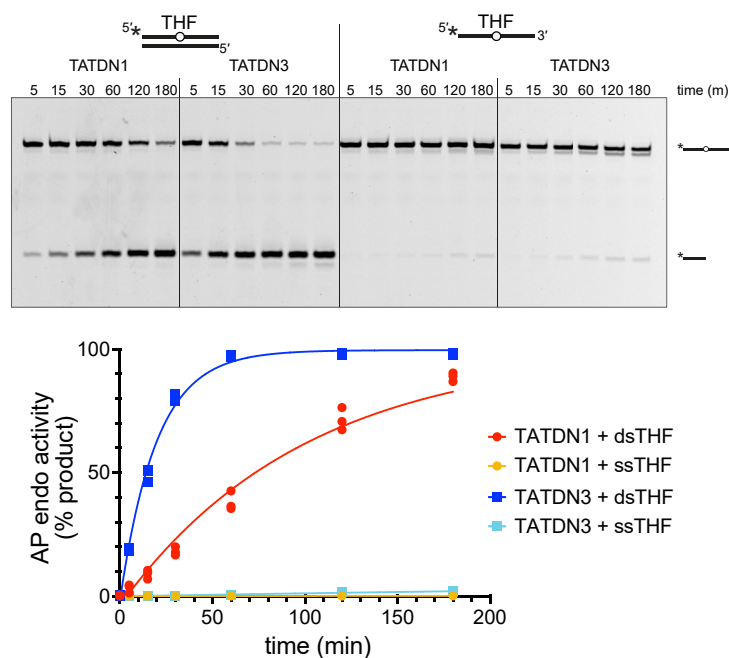 THF THF
5′* 5′* 3′
5′
TATDN1 TATDN3 TATDN1 TATDN3
5 15 30 60 120 180 5 15 30 60 120 180 5 15 30 60 120 180 5 15 30 60 120 180 time (m)
*
*
100
50
0
AP endo activity
(% product)
0 50 100 150 200
time (min)
TATDN1 + dsTHF
TATDN1 + ssTHF
TATDN3 + dsTHF
TATDN3 + ssTHF